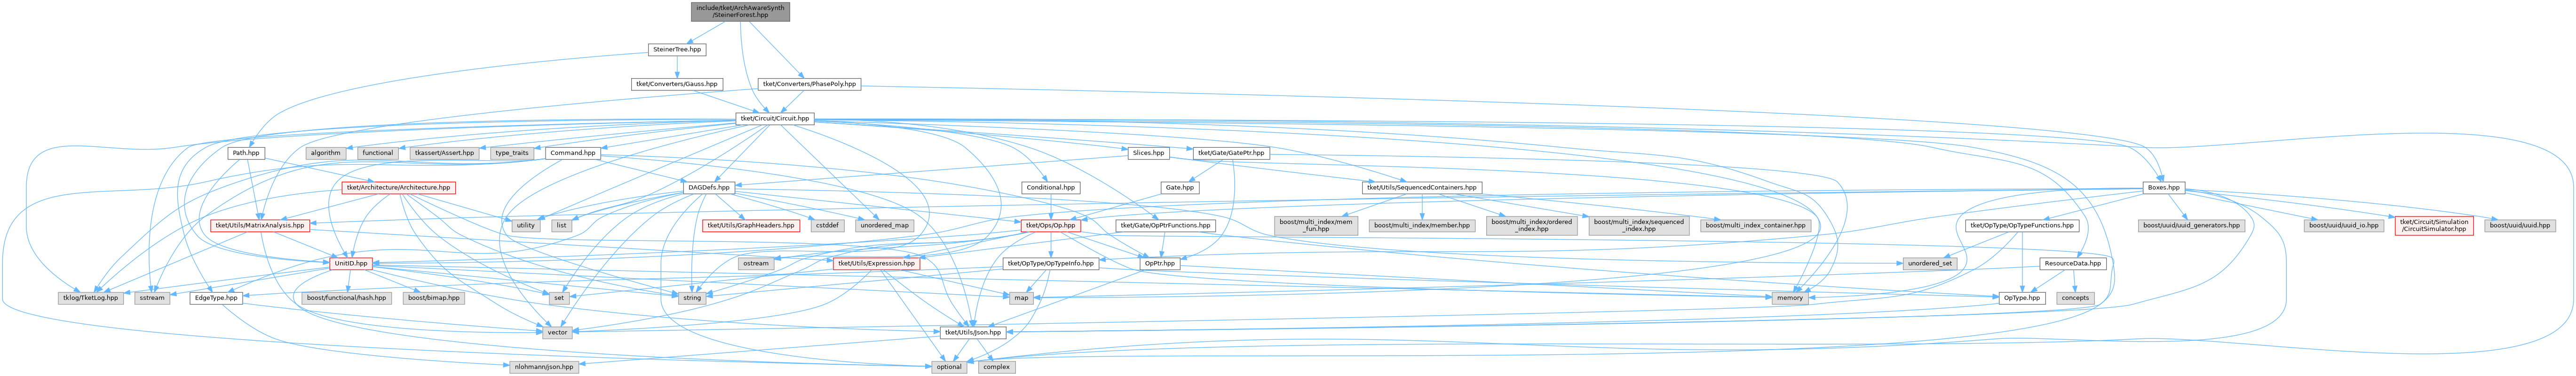 include/tket/ArchAwareSynth
/SteinerForest.hpp
SteinerTree.hpp
tket/Converters/Gauss.hpp
tket/Converters/PhasePoly.hpp
tket/Circuit/Circuit.hpp
Path.hpp
algorithm
functional
tkassert/Assert.hpp
type_traits
Command.hpp
Slices.hpp
tket/Gate/GatePtr.hpp
tket/Architecture/Architecture.hpp
DAGDefs.hpp
Conditional.hpp
Gate.hpp
tket/Utils/SequencedContainers.hpp
Boxes.hpp
tket/Utils/MatrixAnalysis.hpp
utility
list
tket/Utils/GraphHeaders.hpp
cstddef
unordered_map
tket/Ops/Op.hpp
tket/Gate/OpPtrFunctions.hpp
boost/multi_index/mem
_fun.hpp
boost/multi_index/member.hpp
boost/multi_index/ordered
_index.hpp
boost/multi_index/sequenced
_index.hpp
boost/multi_index_container.hpp
tket/OpType/OpTypeFunctions.hpp
boost/uuid/uuid_generators.hpp
boost/uuid/uuid_io.hpp
tket/Circuit/Simulation
/CircuitSimulator.hpp
boost/uuid/uuid.hpp
UnitID.hpp
ostream
tket/Utils/Expression.hpp
tket/OpType/OpTypeInfo.hpp
OpPtr.hpp
unordered_set
ResourceData.hpp
tklog/TketLog.hpp
sstream
EdgeType.hpp
boost/functional/hash.hpp
boost/bimap.hpp
set
string
map
memory
OpType.hpp
concepts
vector
tket/Utils/Json.hpp
nlohmann/json.hpp
optional
complex